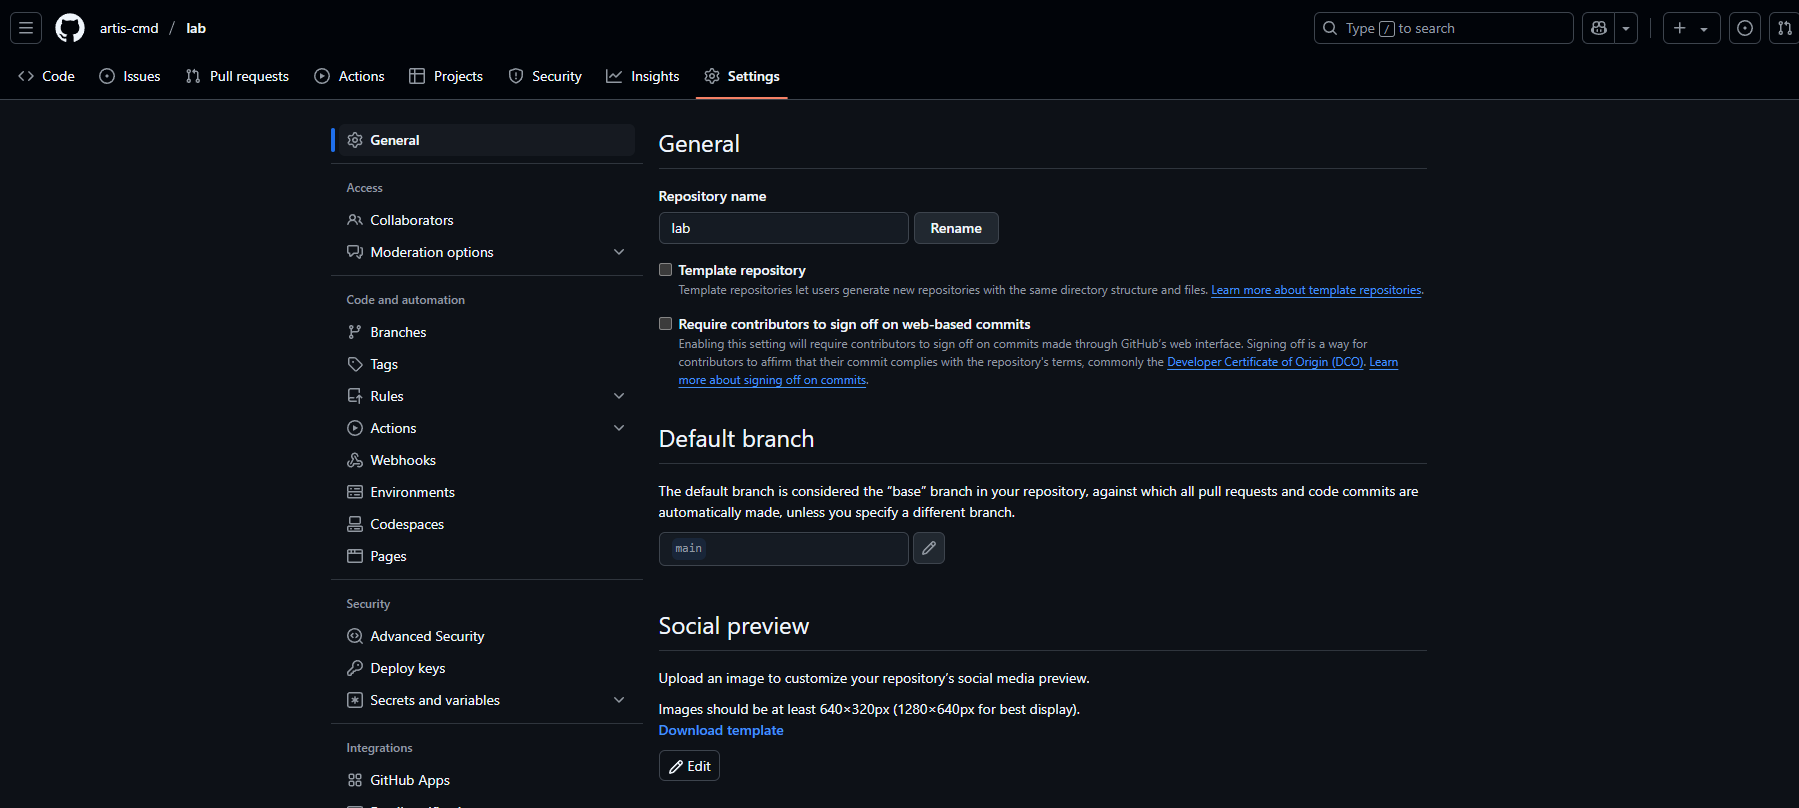 artis-cmd / lab
Type / to search
Code
Issues
Pull requests
Actions
Projects
Security
Insights
Settings
General
Access
Collaborators
Moderation options
Code and automation
Branches
Tags
Rules
Actions
Webhooks
Environments
Codespaces
Pages
Security
Advanced Security
Deploy keys
Secrets and variables
Integrations
GitHub Apps
General
Repository name
lab
Rename
Template repository
Template repositories let users generate new repositories with the same directory structure and files. Learn more about template repositories.
Require contributors to sign off on web-based commits
Enabling this setting will require contributors to sign off on commits made through GitHub's web interface. Signing off is a way for
contributors to affirm that their commit complies with the repository's terms, commonly the Developer Certificate of Origin (DCO). Learn
more about signing off on commits.
Default branch
The default branch is considered the “base” branch in your repository, against which all pull requests and code commits are
automatically made, unless you specify a different branch.
main
Social preview
Upload an image to customize your repository’s social media preview.
Images should be at least 640×320px (1280×640px for best display).
Download template
Edit